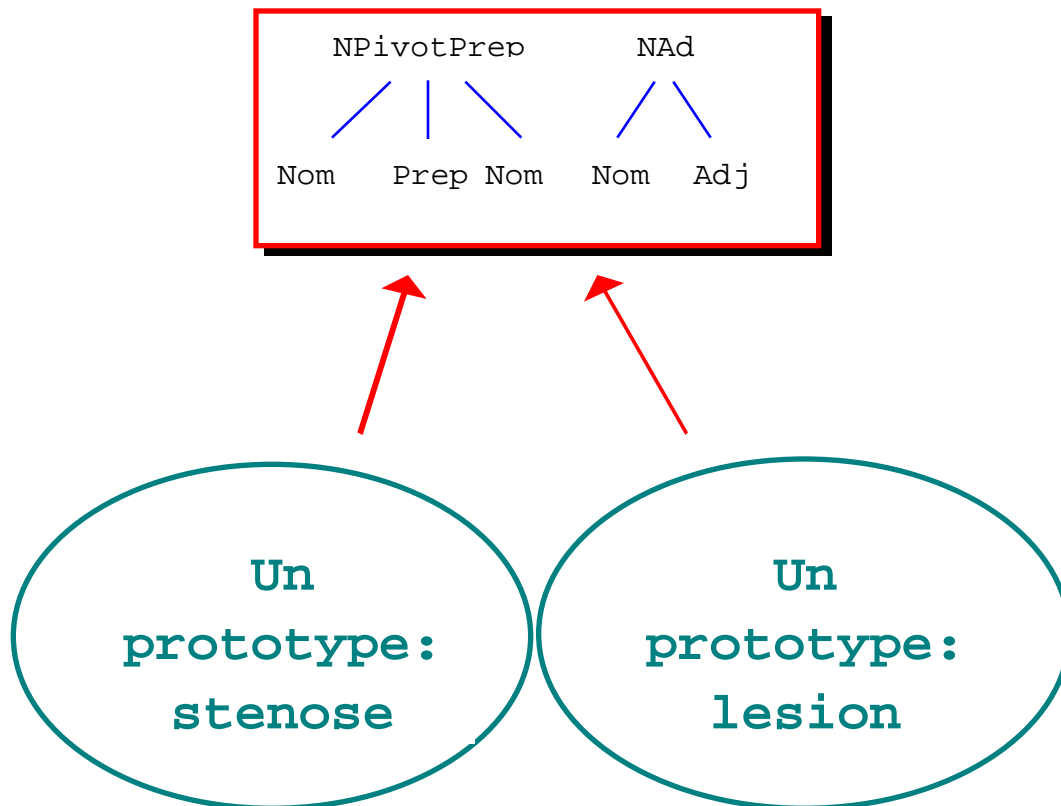 NPivotPrep NAd
Nom Prep Nom Nom Adj
Un
prototype:
stenose
Un
prototype:
lesion